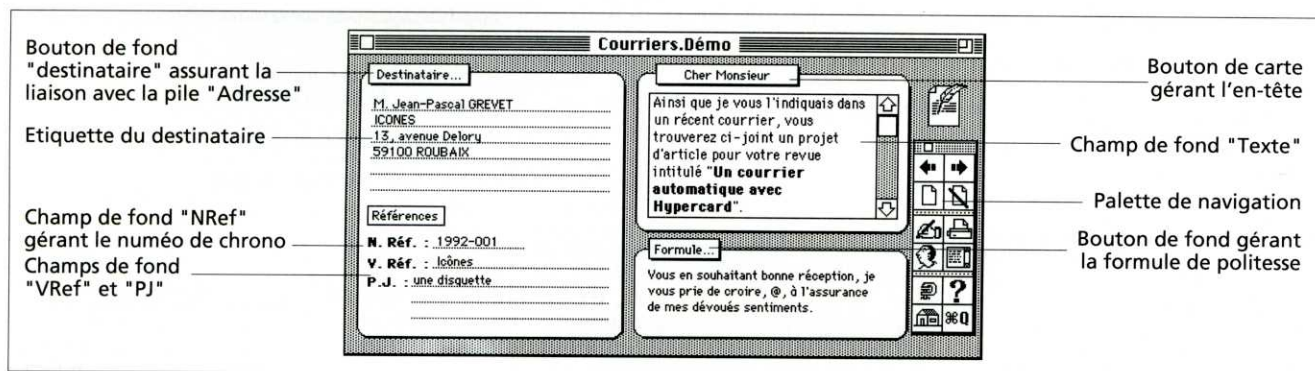 Bouton de fond
"destinataire" assurant la
liaison avec la pile "Adresse"
Etiquette du destinataire
Champ de fond "NRef"
gérant le numéo de chrono
Champs de fond
"VRef" et "PJ"
Courriers.Démo
Destinataire...
M. Jean-Pascal GREVET
ICONES
13, avenue Delory
59100 ROUBAIX
Références
N. Réf. : 1992-001
V. Réf. : Icônes
P.J. : une disquette
Cher Monsieur
Ainsi que je vous l'indiquais dans
un récent courrier, vous
trouverez ci-joint un projet
d'article pour votre revue
intitulé "Un courrier
automatique avec
Hypercard".
Formule...
Vous en souhaitant bonne réception, je
vous prie de croire, @, à l'assurance
de mes dévoués sentiments.
?
⌘Q
Bouton de carte
gérant l'en-tête
Champ de fond "Texte"
Palette de navigation
Bouton de fond gérant
la formule de politesse